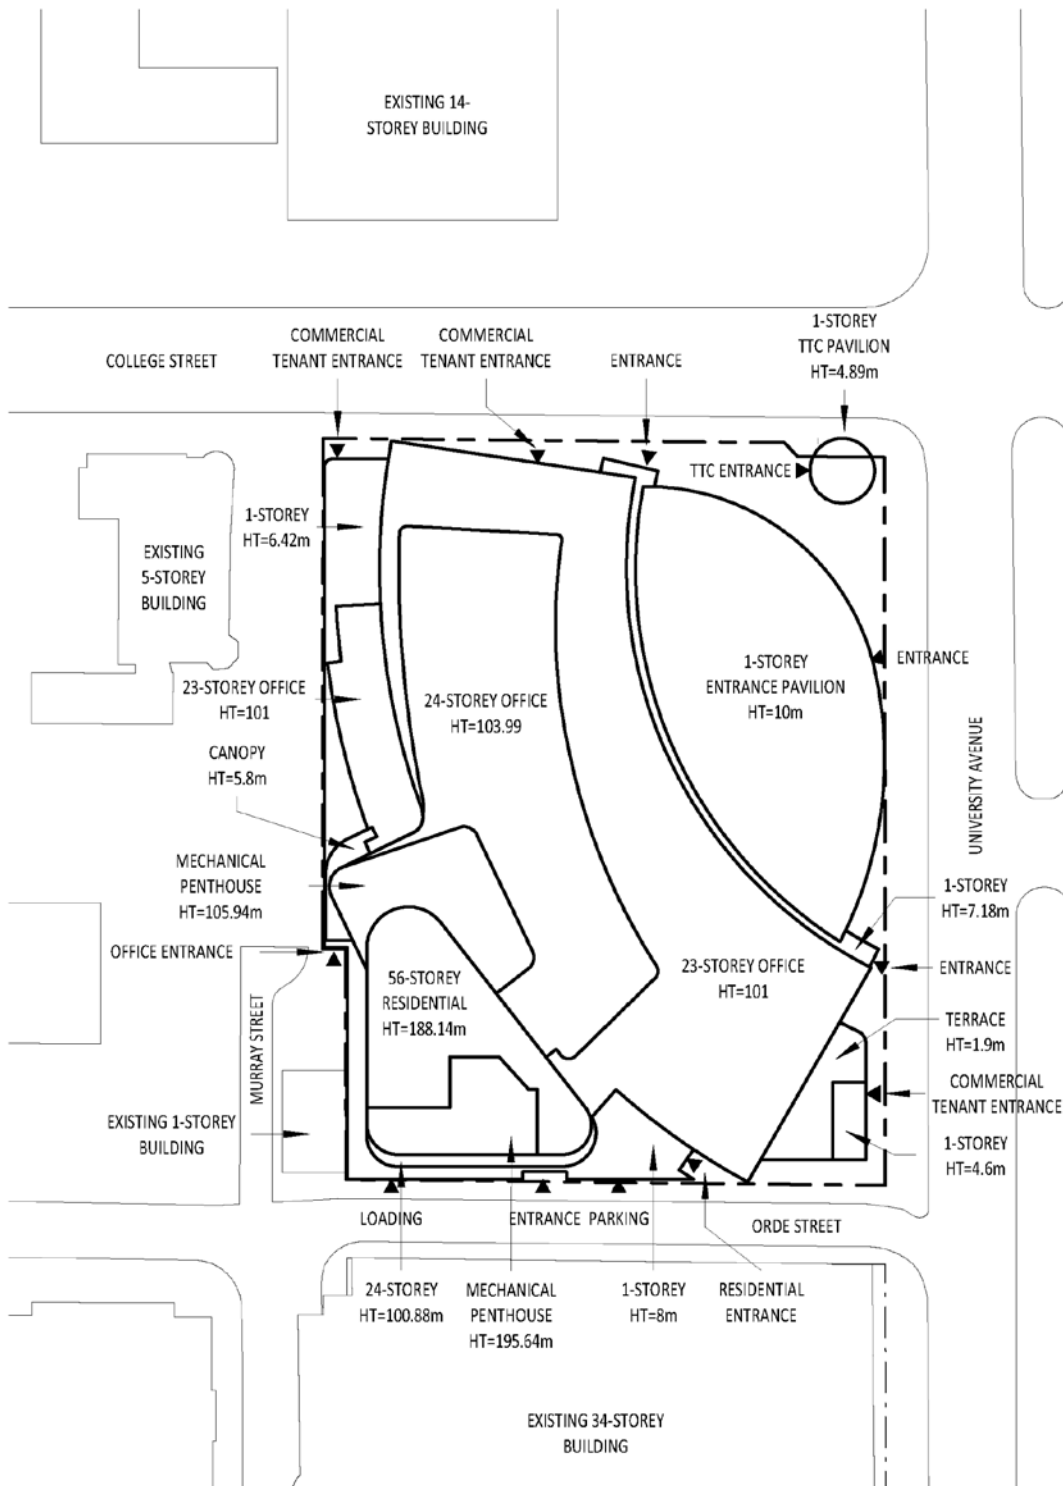 EXISTING 14-
STOREY BUILDING
COLLEGE STREET
COMMERCIAL
TENANT ENTRANCE
COMMERCIAL
TENANT ENTRANCE
ENTRANCE
1-STOREY
TTC PAVILION
HT=4.89m
TTC ENTRANCE
1-STOREY
HT=6.42m
EXISTING
5-STOREY
BUILDING
23-STOREY OFFICE
HT=101
24-STOREY OFFICE
HT=103.99
1-STOREY
ENTRANCE PAVILION
HT=10m
ENTRANCE
CANOPY
HT=5.8m
UNIVERSITY AVENUE
MECHANICAL
PENTHOUSE
HT=105.94m
1-STOREY
HT=7.18m
OFFICE ENTRANCE
56-STOREY
RESIDENTIAL
HT=188.14m
23-STOREY OFFICE
HT=101
ENTRANCE
MURRAY STREET
TERRACE
HT=1.9m
COMMERCIAL
TENANT ENTRANCE
EXISTING 1-STOREY
BUILDING
1-STOREY
HT=4.6m
LOADING
ENTRANCE
PARKING
ORDE STREET
24-STOREY
HT=100.88m
MECHANICAL
PENTHOUSE
HT=195.64m
1-STOREY
HT=8m
RESIDENTIAL
ENTRANCE
EXISTING 34-STOREY
BUILDING